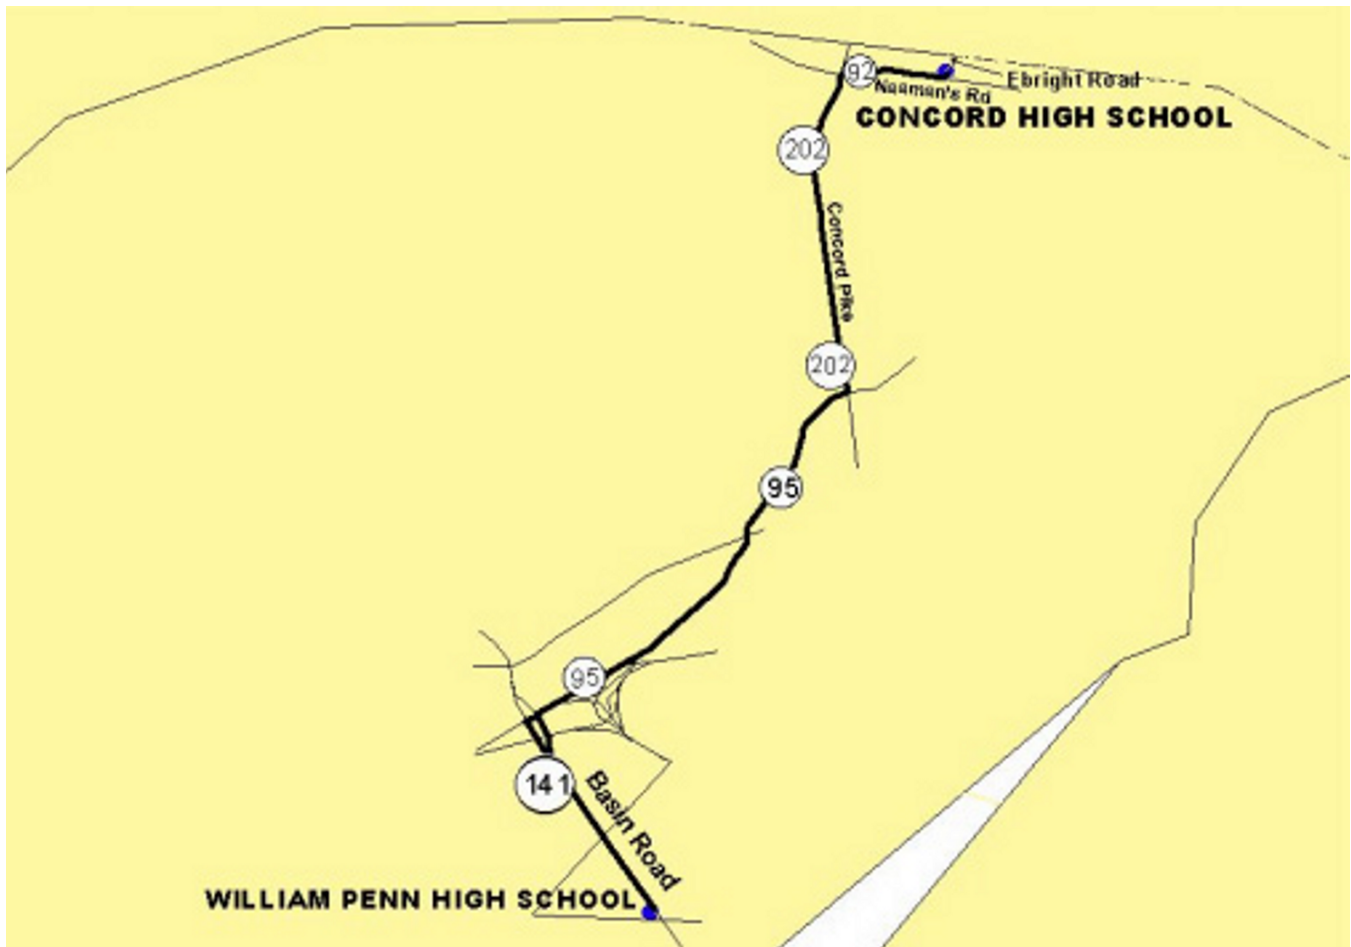 92
Ebright Road
Naaman's Rd
CONCORD HIGH SCHOOL
202
Concord Pike
202
95
95
141
Basin Road
WILLIAM PENN HIGH SCHOOL